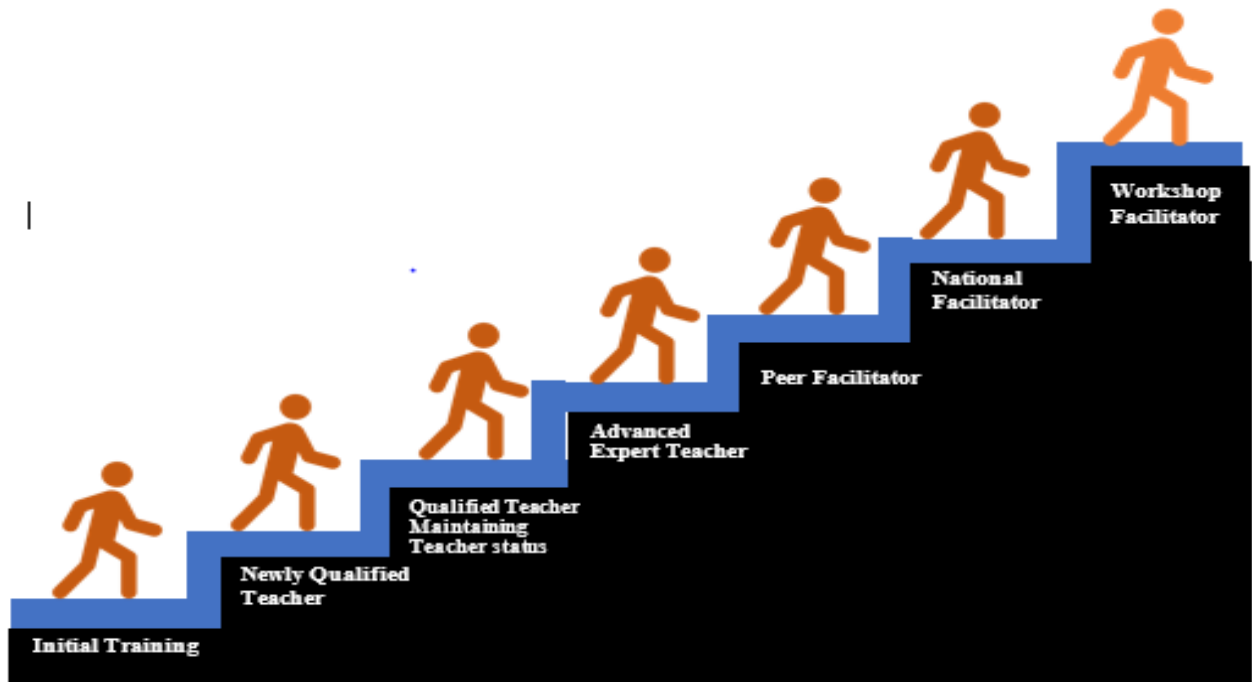 Workshop
Facilitator
National
Facilitator
Peer Facilitator
Advanced
Expert Teacher
Qualified Teacher
Maintaining
Teacher status
Newly Qualified
Teacher
Initial Training